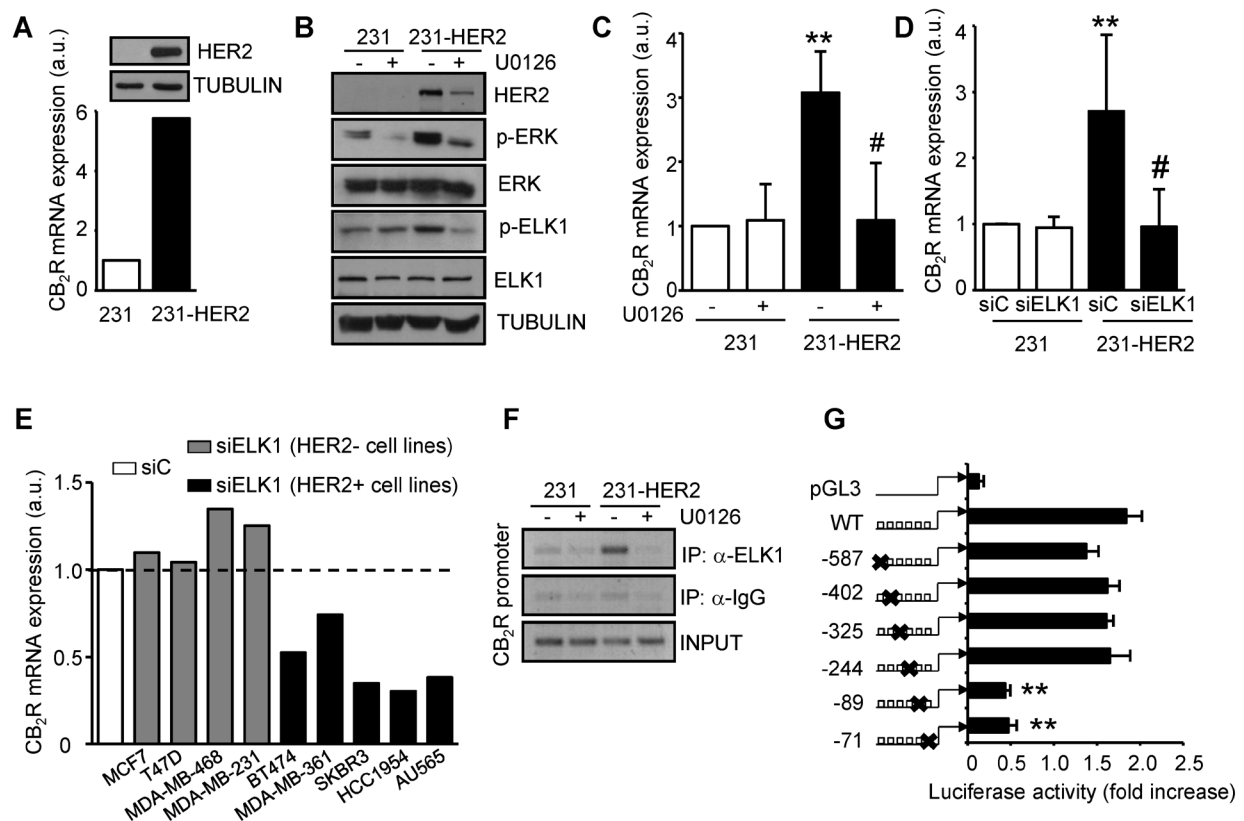 A
HER2
TUBULIN
CB₂R mRNA expression (a.u.)
6
4
2
0
231 231-HER2
B
231 231-HER2
- + - + U0126
HER2
p-ERK
ERK
p-ELK1
ELK1
TUBULIN
C
CB₂R mRNA expression (a.u.)
4
3
2
1
0
**
#
U0126 - + - +
231 231-HER2
D
CB₂R mRNA expression (a.u.)
4
3
2
1
0
**
#
siC siELK1 siC siELK1
231 231-HER2
E
siC
siELK1 (HER2- cell lines)
siELK1 (HER2+ cell lines)
CB₂R mRNA expression (a.u.)
1.5
1.0
0.5
0
MCF7
T47D
MDA-MB-468
MDA-MB-231
BT474
MDA-MB-361
SKBR3
HCC1954
AU565
F
231 231-HER2
- + - + U0126
CB₂R promoter
IP: α-ELK1
IP: α-IgG
INPUT
G
pGL3
WT
-587
-402
-325
-244
-89 **
-71 **
0 0.5 1.0 1.5 2.0 2.5
Luciferase activity (fold increase)